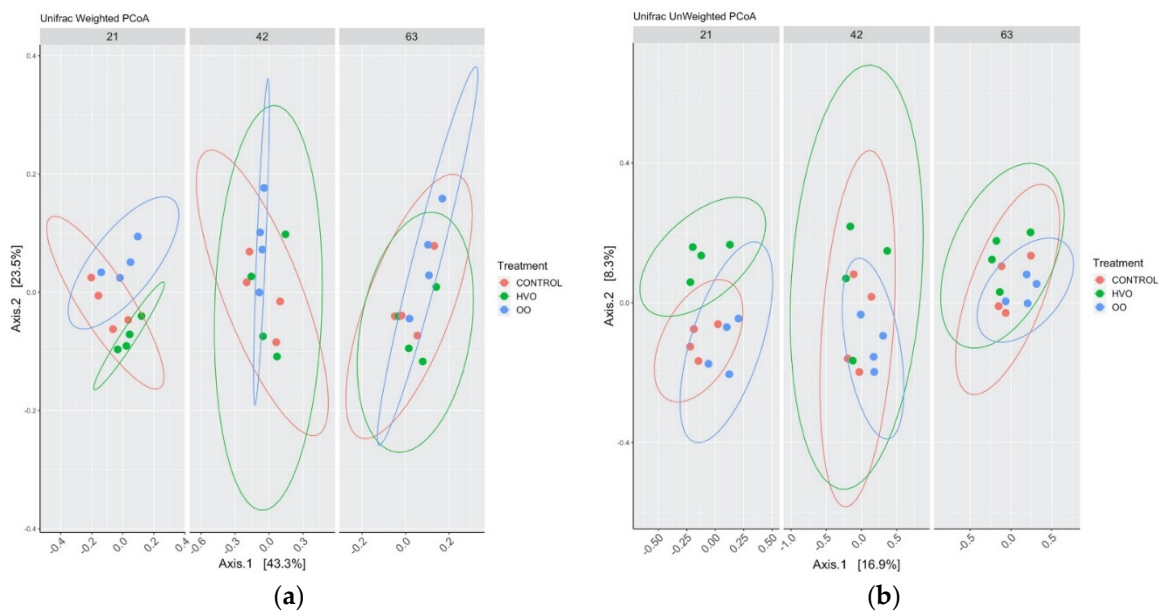 Unifrac Weighted PCoA
21
42
63
0.4
0.2
0.0
-0.2
-0.4
Axis.2 [23.5%]
-0.4
-0.2
0.0
0.2
0.4
-0.6
-0.3
0.0
0.3
-0.2
0.0
0.2
Axis.1 [43.3%]
Treatment
CONTROL
HVO
OO
(a)
Unifrac UnWeighted PCoA
21
42
63
0.4
0.0
-0.4
Axis.2 [8.3%]
-0.50
-0.25
0.00
0.25
0.50
-1.0
-0.5
0.0
0.5
-0.5
0.0
0.5
Axis.1 [16.9%]
Treatment
CONTROL
HVO
OO
(b)